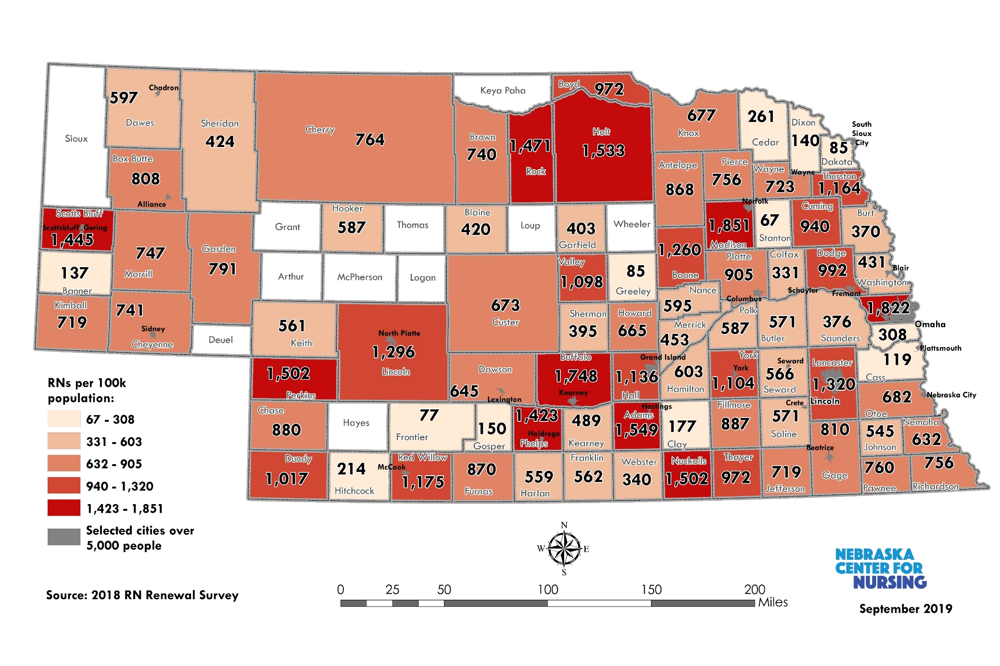 Chadron
597
Dawes
Sheridan
424
Cherry
764
Keya Paha
Boyd
972
Sioux
Box Butte
808
Alliance
Brown
740
1,471
Rock
Holt
1,533
677
Knox
261
Cedar
Dixon
140
85
Dakota
South
Sioux
City
Antelope
868
Pierce
756
Wayne
Wayne
723
Thurston
1,164
Scotts Bluff
Scottsbluff Gering
1,445
747
Morrill
Garden
791
Grant
Hooker
587
Thomas
Blaine
420
Loup
403
Garfield
Wheeler
1,260
Boone
Norfolk
1,851
Madison
67
Stanton
Cuming
940
Burt
370
137
Banner
Arthur
McPherson
Logan
673
Custer
Valley
1,098
85
Greeley
Platte
905
Columbus
Colfax
331
Schuyler
Dodge
992
Fremont
431
Blair
Washington
Kimball
719
741
Sidney
Cheyenne
Deuel
561
Keith
North Platte
1,296
Lincoln
Sherman
395
Howard
665
Nance
595
Merrick
453
Polk
587
571
Butler
376
Saunders
1,822
Omaha
308
Plattsmouth
1,502
Perkins
Dawson
645
Lexington
Buffalo
1,748
Kearney
Grand Island
1,136
Hall
603
Hamilton
York
York
1,104
Seward
566
Seward
Lancaster
1,320
Lincoln
119
Cass
682
Otoe
Nebraska City
Chase
880
Hayes
77
Frontier
150
Gosper
1,423
Holdrege
Phelps
489
Kearney
Hastings
Adams
1,549
177
Clay
Fillmore
887
Crete
571
Saline
810
Beatrice
Gage
545
Johnson
Nemaha
632
Dundy
1,017
214
Hitchcock
Red Willow
McCook
1,175
870
Furnas
559
Harlan
Franklin
562
Webster
340
Nuckolls
1,502
Thayer
972
719
Jefferson
760
Pawnee
756
Richardson
RNs per 100k
population:
67 - 308
331 - 603
632 - 905
940 - 1,320
1,423 - 1,851
Selected cities over
5,000 people
N
W E
S
0 25 50 100 150 200
Miles
Source: 2018 RN Renewal Survey
NEBRASKA
CENTER FOR
NURSING
September 2019